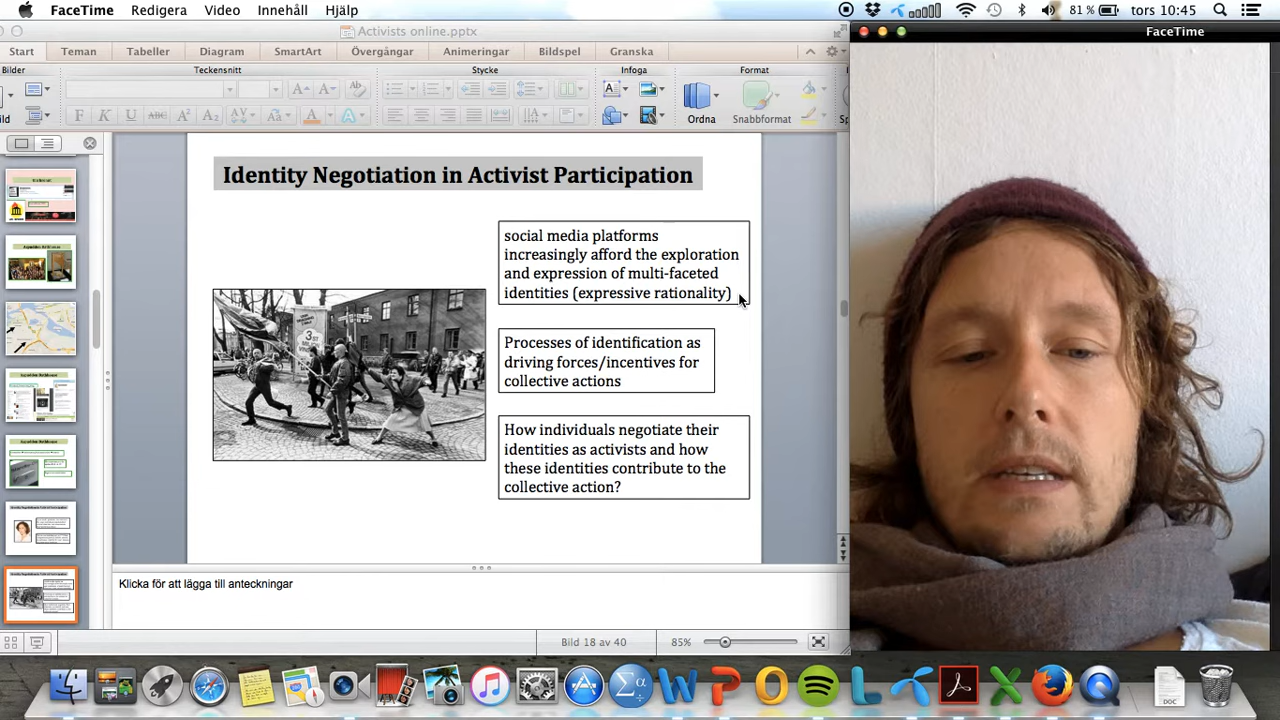 FaceTime Redigera Video Innehåll Hjälp
81 % tors 10:45
Activists online.pptx
FaceTime
Start Teman Tabeller Diagram SmartArt Övergångar Animeringar Bildspel Granska
Bilder Teckensnitt Stycke Infoga Format
Ordna Snabbformat
Identity Negotiation in Activist Participation
social media platforms
increasingly afford the exploration
and expression of multi-faceted
identities (expressive rationality)
Processes of identification as
driving forces/incentives for
collective actions
How individuals negotiate their
identities as activists and how
these identities contribute to the
collective action?
Klicka för att lägga till anteckningar
Bild 18 av 40 85%
DOC